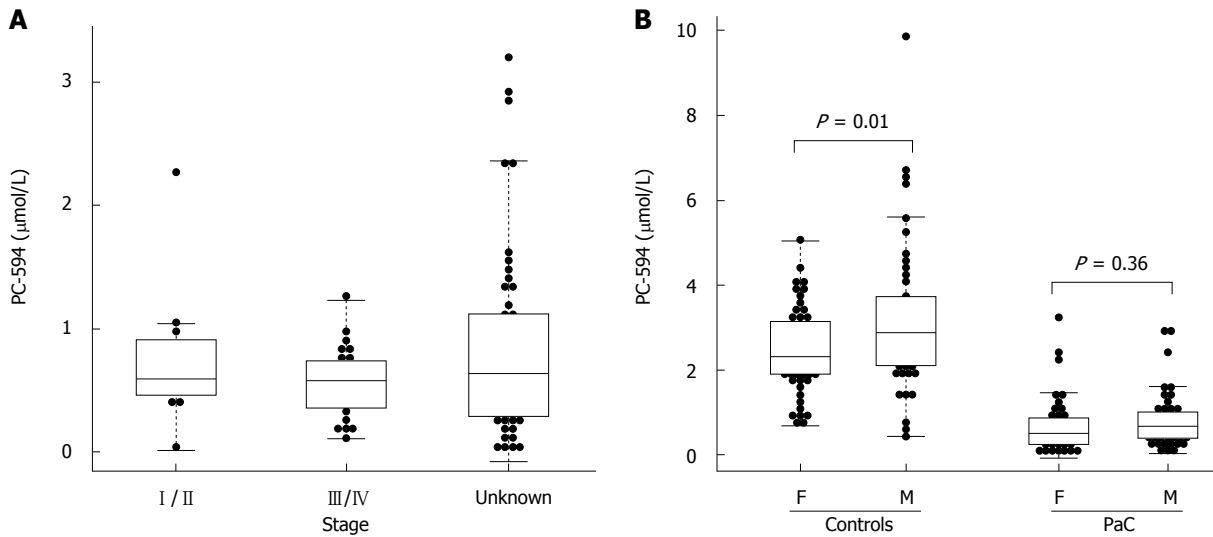 A
3
2
1
0
PC-594 (μmol/L)
Ⅰ / Ⅱ
Ⅲ/Ⅳ
Unknown
Stage
B
10
8
6
4
2
0
PC-594 (μmol/L)
P = 0.01
P = 0.36
F
M
F
M
Controls
PaC